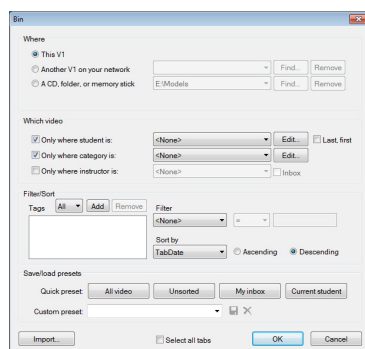 Bin
Where
This V1
Another V1 on your network Find... Remove
A CD, folder, or memory stick E:\Models Find... Remove
Which video
Only where student is: <None> Edit... Last, first
Only where category is: <None> Edit...
Only where instructor is: <None> Inbox
Filter/Sort
Tags All Add Remove Filter
<None> =
Sort by
TabDate Ascending Descending
Save/load presets
Quick preset: All video Unsorted My inbox Current student
Custom preset:
Import... Select all tabs OK Cancel